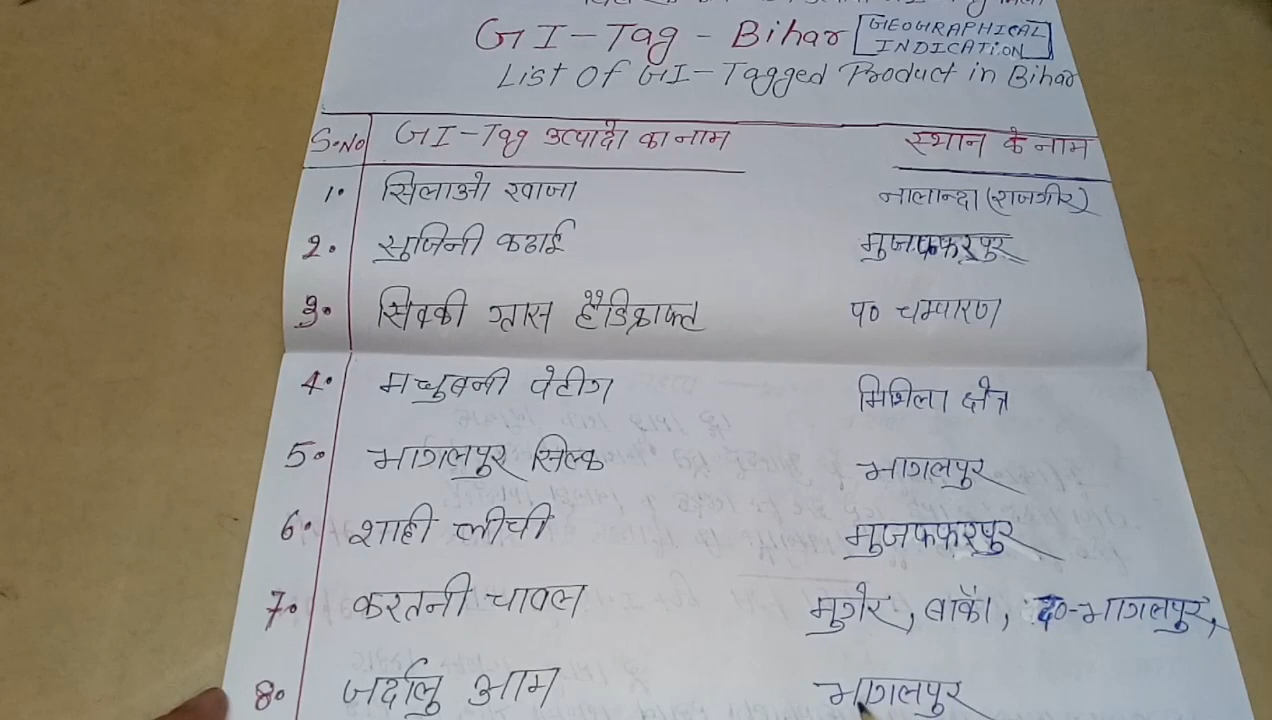 GI-Tag - Bihar [GEOGRAPHICAL INDICATION]
List Of GI-Tagged Product in Bihar
S.No GI-Tag उत्पादो का नाम स्थान के नाम
1. सिलाओ खाजा नालान्दा (राजगीर)
2. सुजिनी कढाई मुजफ्फरपुर
3. सिक्की ग्रास हैंडिक्राफ्ट प० चम्पारण
4. मधुबनी पेंटीग मिथिला क्षेत्र
5. भागलपुर सिल्क भागलपुर
6. शाही लीची मुजफ्फरपुर
7. करतनी चावल मुगेर, बाकाँ, द०-भागलपुर,
8. जर्दालु आम भागलपुर